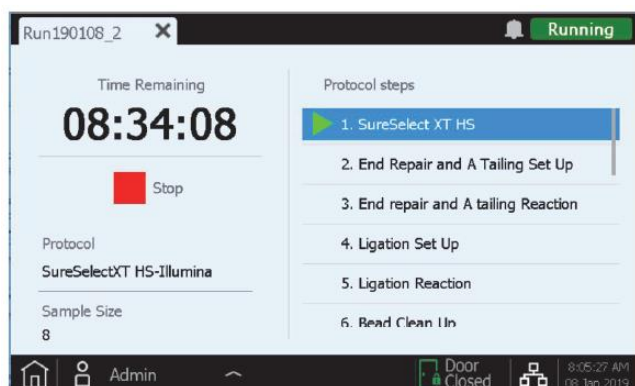 Run190108_2
Running
Time Remaining
08:34:08
Stop
Protocol
SureSelectXT HS-Illumina
Sample Size
8
Protocol steps
1. SureSelect XT HS
2. End Repair and A Tailing Set Up
3. End repair and A tailing Reaction
4. Ligation Set Up
5. Ligation Reaction
6. Bead Clean Up
Admin
Door
Closed
8:05:27 AM
08 Jan 2019